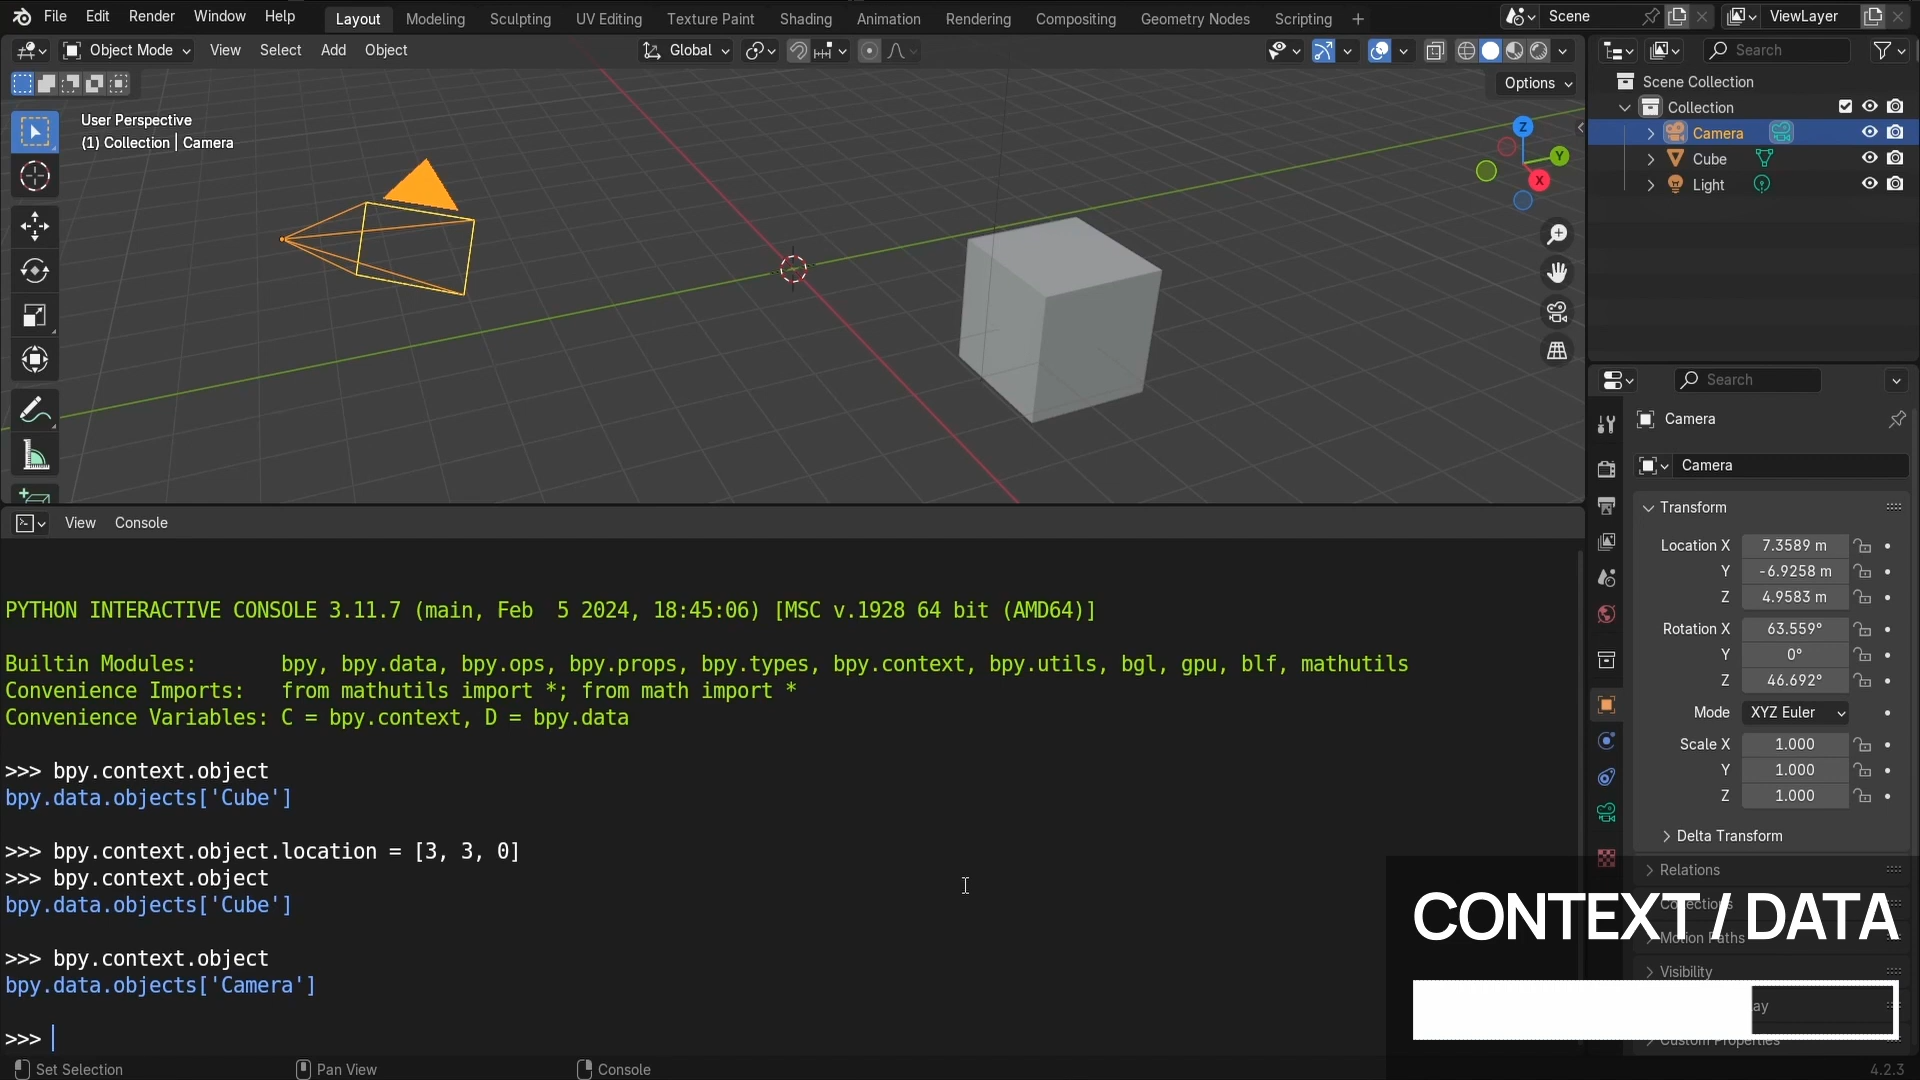 File Edit Render Window Help Layout Modeling Sculpting UV Editing Texture Paint Shading Animation Rendering Compositing Geometry Nodes Scripting + Scene ViewLayer
Object Mode View Select Add Object Global Search
Options
User Perspective
(1) Collection | Camera
Z
Y
X
Scene Collection
Collection
Camera
Cube
Light
Search
Camera
Camera
Transform
Location X 7.3589 m
Y -6.9258 m
Z 4.9583 m
Rotation X 63.559°
Y 0°
Z 46.692°
Mode XYZ Euler
Scale X 1.000
Y 1.000
Z 1.000
Delta Transform
Relations
Collections
Motion Paths
Visibility
ay
Custom Properties
View Console
PYTHON INTERACTIVE CONSOLE 3.11.7 (main, Feb  5 2024, 18:45:06) [MSC v.1928 64 bit (AMD64)]
Builtin Modules:       bpy, bpy.data, bpy.ops, bpy.props, bpy.types, bpy.context, bpy.utils, bgl, gpu, blf, mathutils
Convenience Imports:   from mathutils import *; from math import *
Convenience Variables: C = bpy.context, D = bpy.data
>>> bpy.context.object
bpy.data.objects['Cube']
>>> bpy.context.object.location = [3, 3, 0]
>>> bpy.context.object
bpy.data.objects['Cube']
>>> bpy.context.object
bpy.data.objects['Camera']
>>>
CONTEXT / DATA
Set Selection Pan View Console 4.2.3